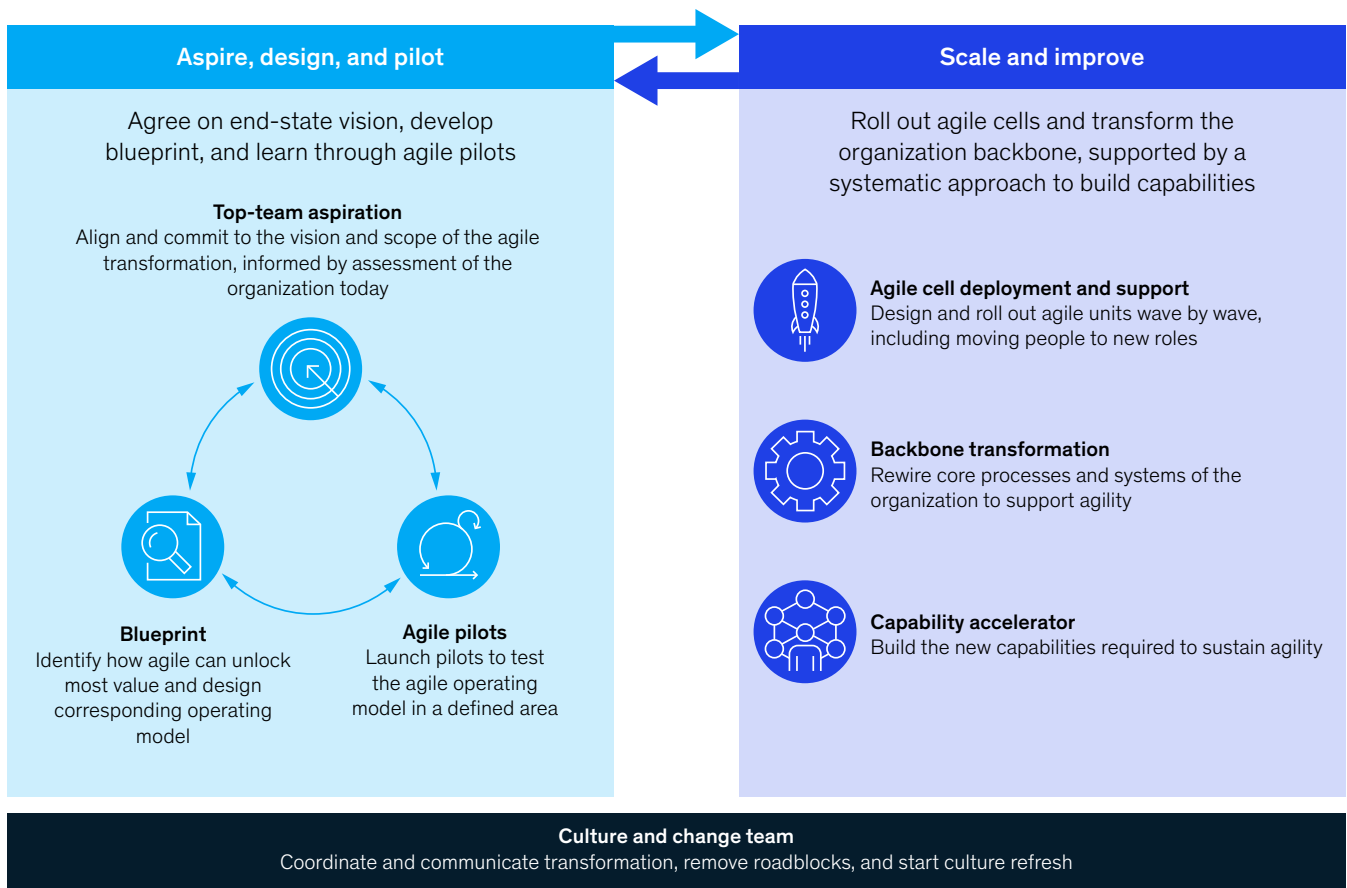 Aspire, design, and pilot
Agree on end-state vision, develop
blueprint, and learn through agile pilots
Top-team aspiration
Align and commit to the vision and scope of the agile
transformation, informed by assessment of the
organization today
Blueprint
Identify how agile can unlock
most value and design
corresponding operating
model
Agile pilots
Launch pilots to test
the agile operating
model in a defined area
Scale and improve
Roll out agile cells and transform the
organization backbone, supported by a
systematic approach to build capabilities
Agile cell deployment and support
Design and roll out agile units wave by wave,
including moving people to new roles
Backbone transformation
Rewire core processes and systems of the
organization to support agility
Capability accelerator
Build the new capabilities required to sustain agility
Culture and change team
Coordinate and communicate transformation, remove roadblocks, and start culture refresh